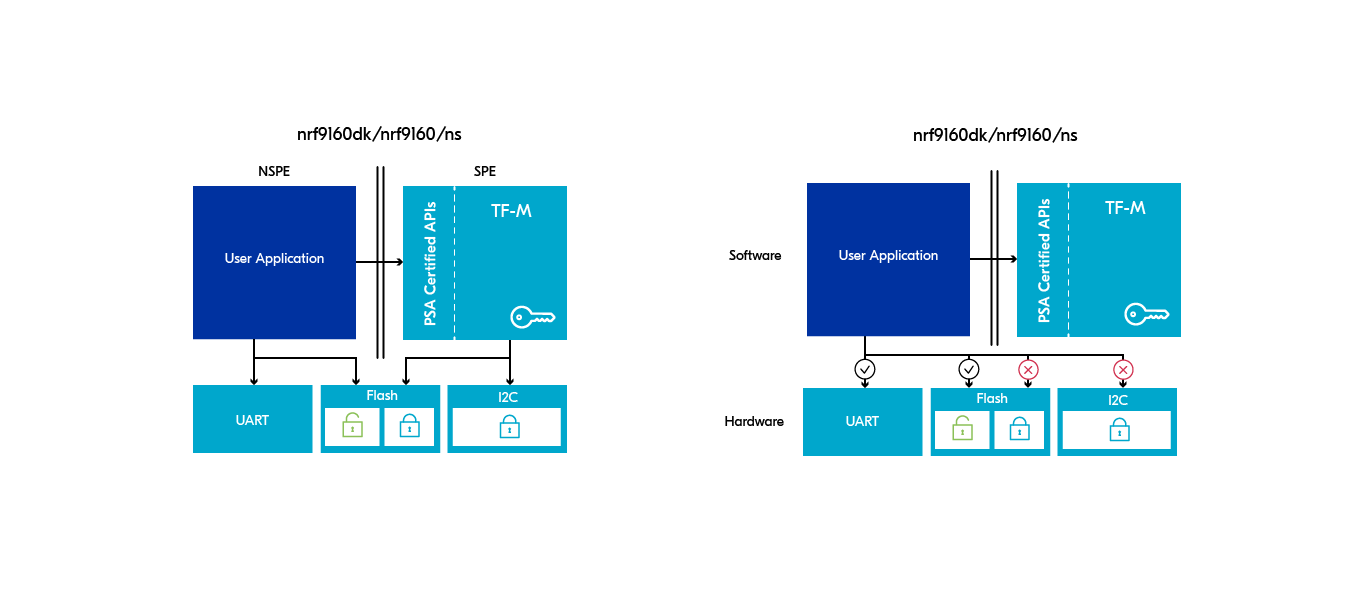 nrf9160dk/nrf9160/ns
NSPE
SPE
User Application
PSA Certified APIs
TF-M
UART
Flash
I2C
nrf9160dk/nrf9160/ns
Software
User Application
PSA Certified APIs
TF-M
Hardware
UART
Flash
I2C